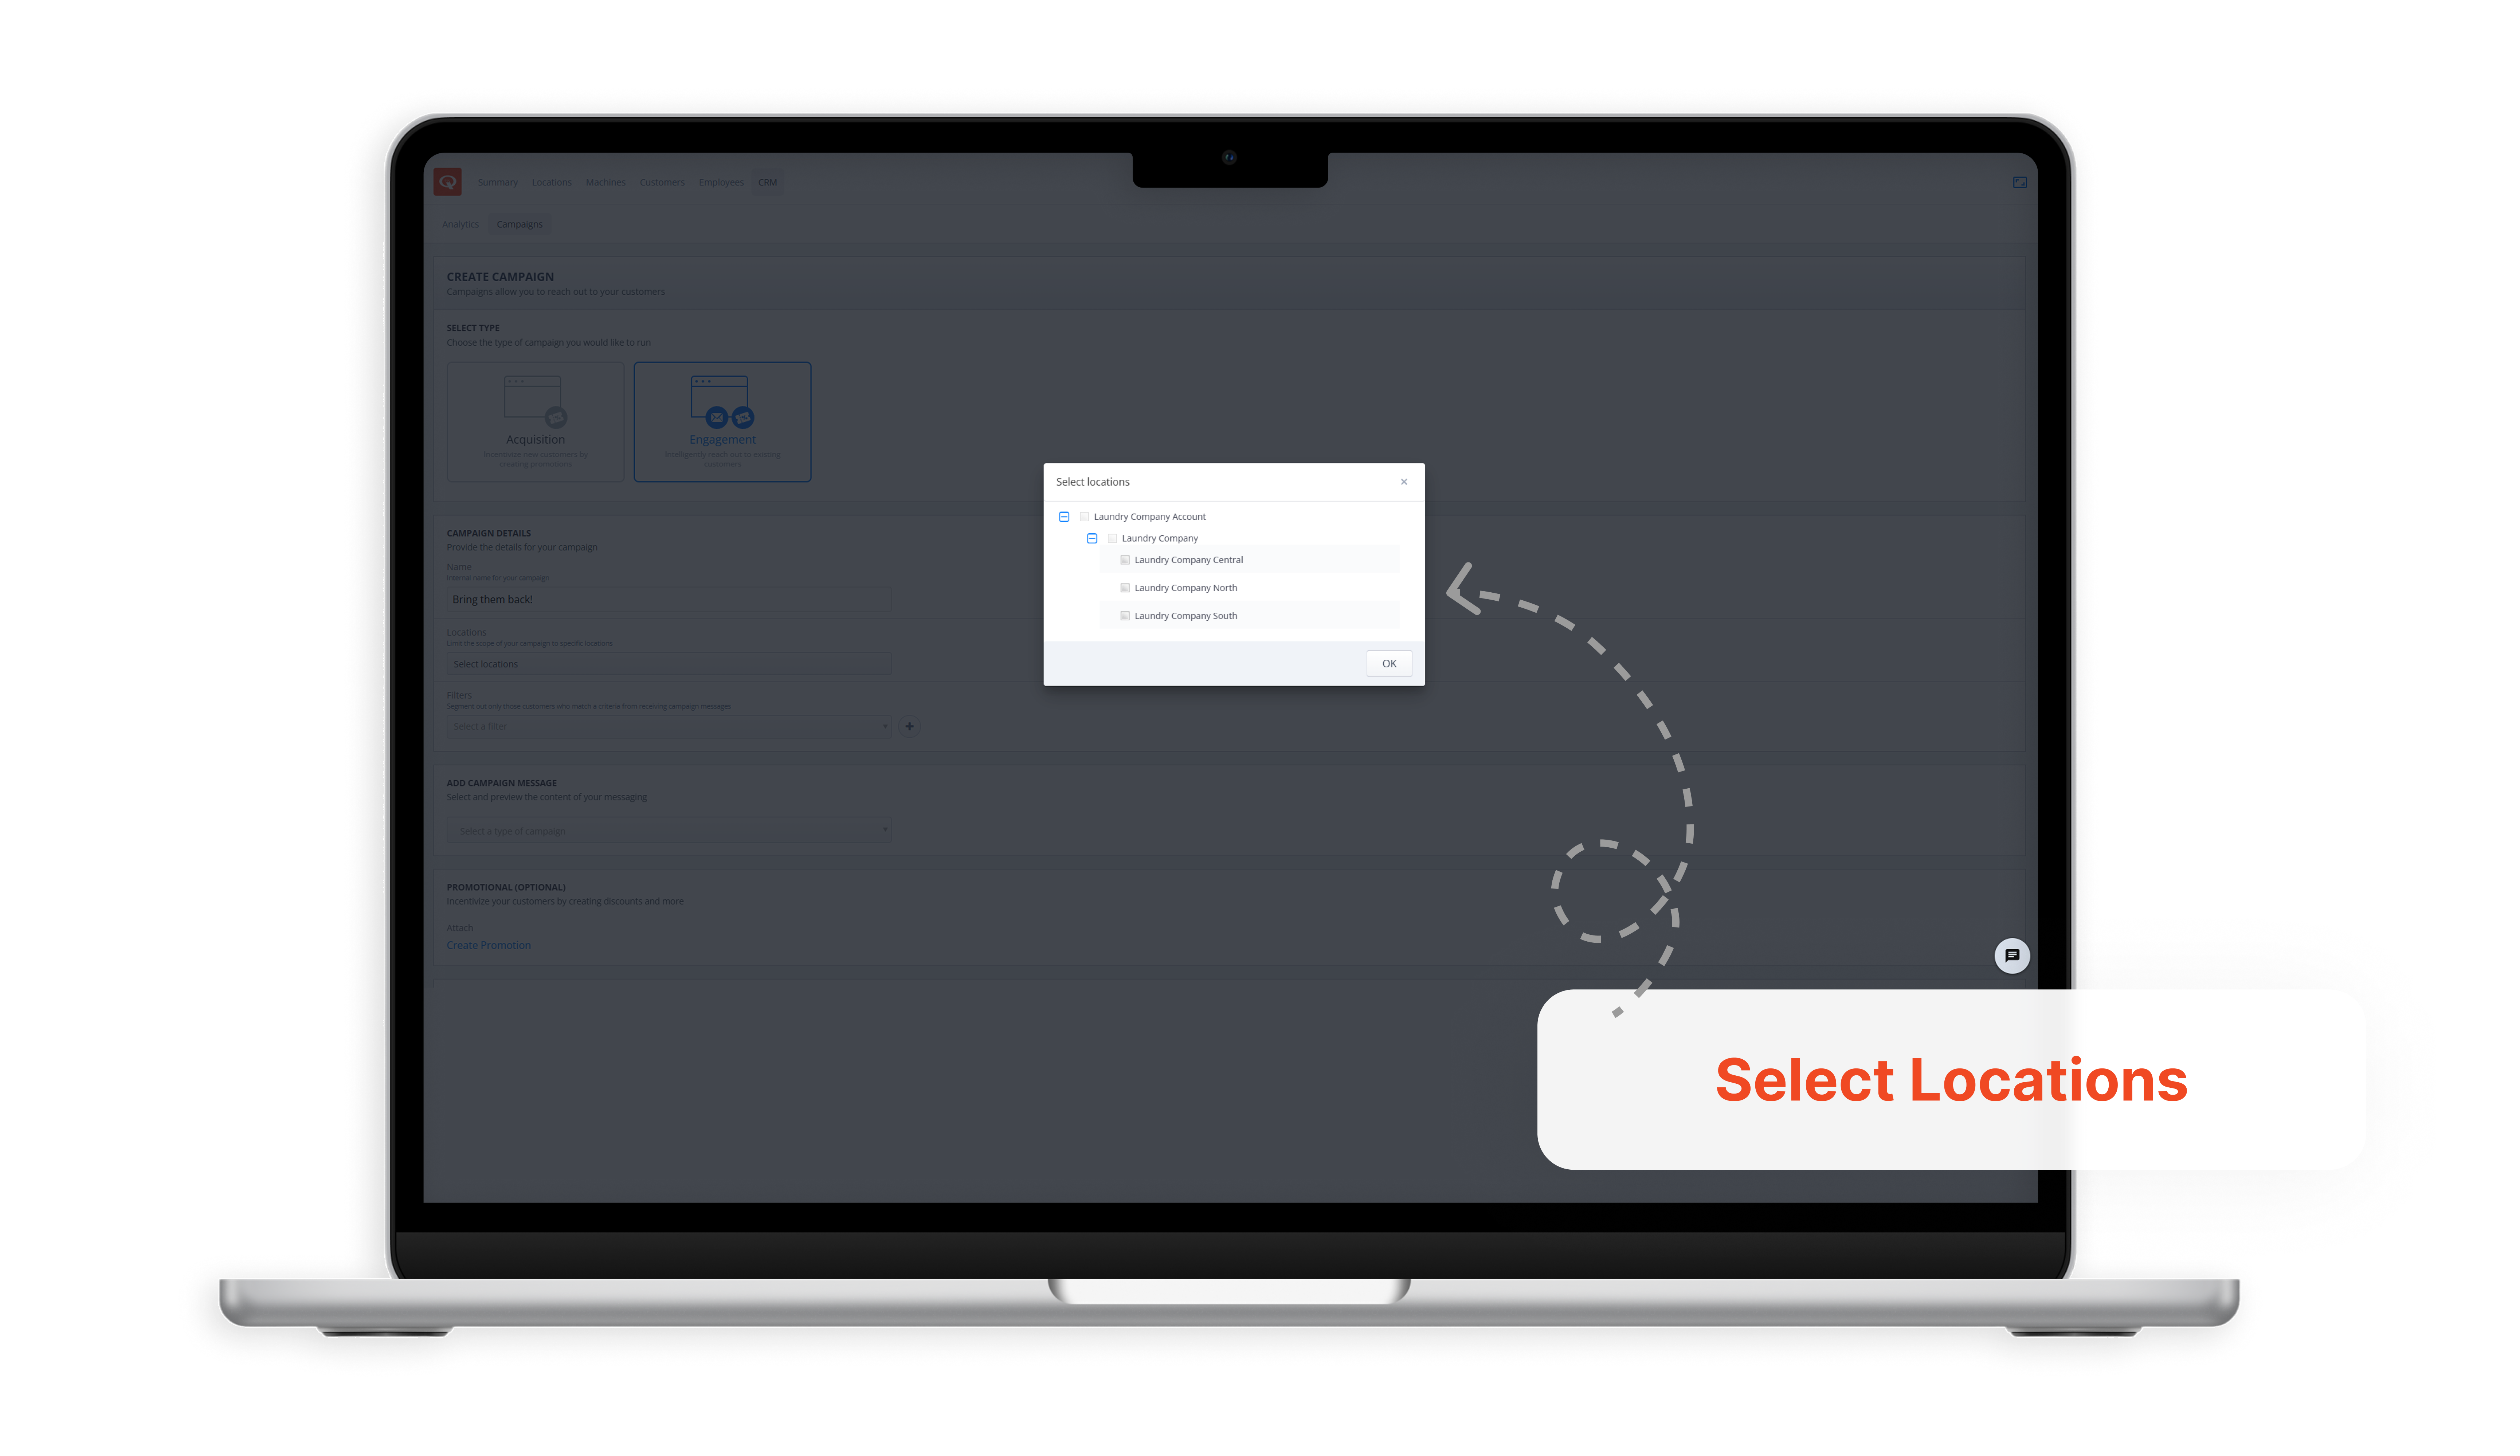 Summary Locations Machines Customers Employees CRM
Analytics Campaigns
CREATE CAMPAIGN
Campaigns allow you to reach out to your customers
SELECT TYPE
Choose the type of campaign you would like to run
Acquisition
Incentivize new customers by
creating promotions
Engagement
Intelligently reach out to existing
customers
CAMPAIGN DETAILS
Provide the details for your campaign
Name
Internal name for your campaign
Bring them back!
Locations
Limit the scope of your campaign to specific locations
Select locations
Filters
Segment out only those customers who match a criteria from receiving campaign messages
Select a filter
ADD CAMPAIGN MESSAGE
Select and preview the content of your messaging
Select a type of campaign
PROMOTIONAL (OPTIONAL)
Incentivize your customers by creating discounts and more
Attach
Create Promotion
Select locations
Laundry Company Account
Laundry Company
Laundry Company Central
Laundry Company North
Laundry Company South
OK
Select Locations